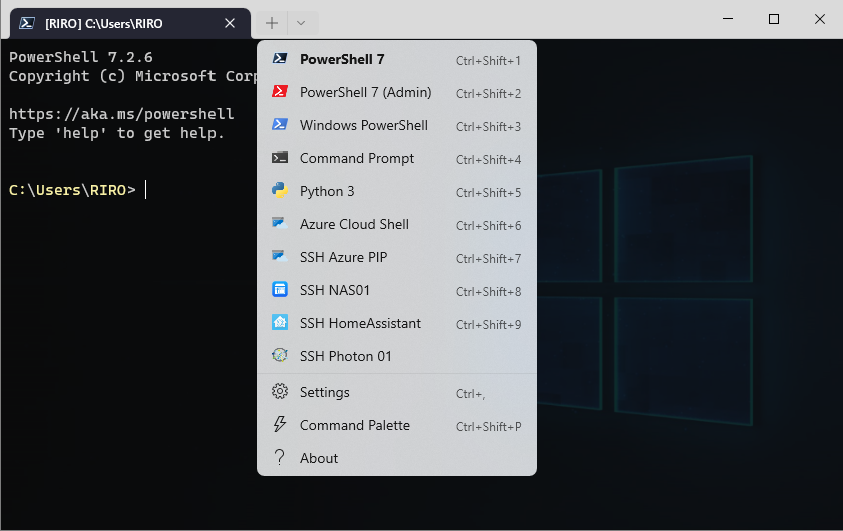 [RIRO] C:\Users\RIRO
PowerShell 7.2.6
Copyright (c) Microsoft Corp
https://aka.ms/powershell
Type 'help' to get help.
C:\Users\RIRO>
PowerShell 7 Ctrl+Shift+1
PowerShell 7 (Admin) Ctrl+Shift+2
Windows PowerShell Ctrl+Shift+3
Command Prompt Ctrl+Shift+4
Python 3 Ctrl+Shift+5
Azure Cloud Shell Ctrl+Shift+6
SSH Azure PIP Ctrl+Shift+7
SSH NAS01 Ctrl+Shift+8
SSH HomeAssistant Ctrl+Shift+9
SSH Photon 01
Settings Ctrl+,
Command Palette Ctrl+Shift+P
About